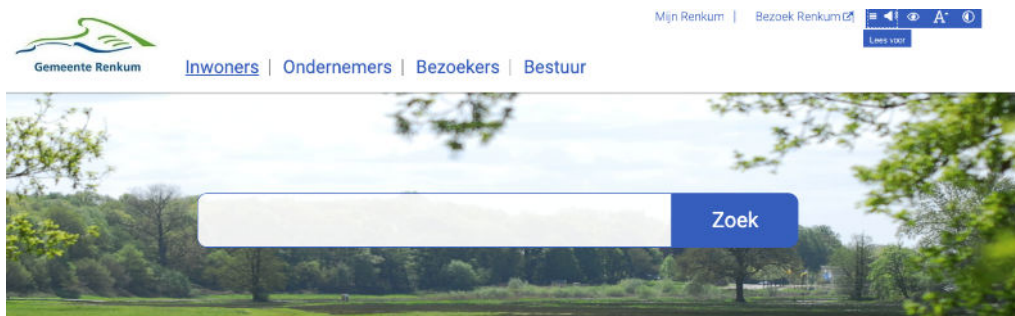 Mijn Renkum | Bezoek Renkum A
Lees voor
Gemeente Renkum
Inwoners | Ondernemers | Bezoekers | Bestuur
Zoek